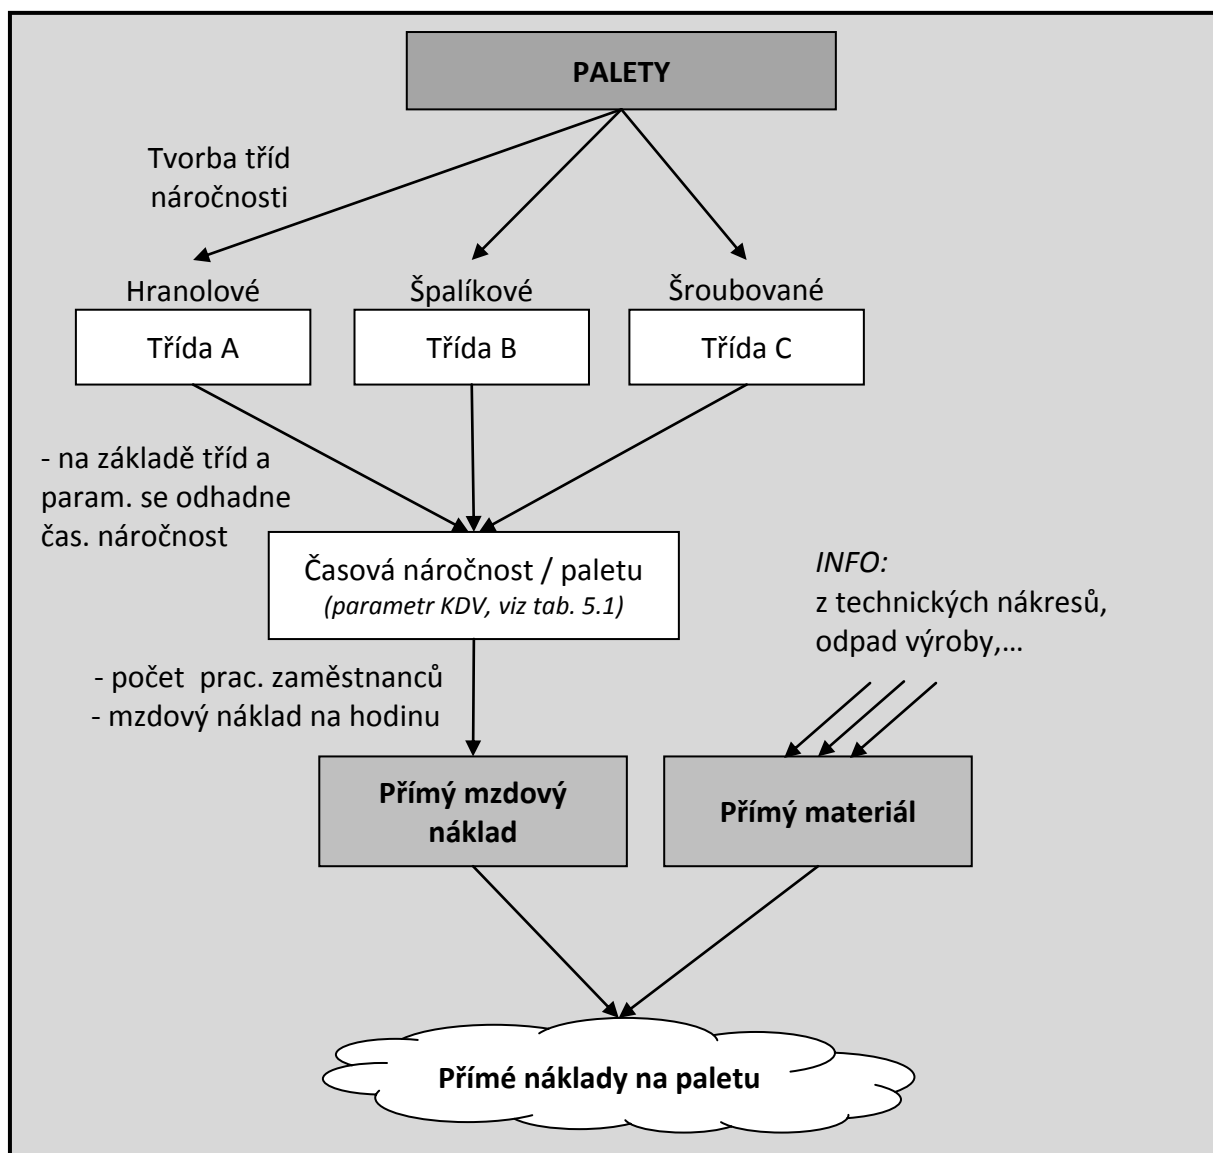 PALETY
Tvorba tříd
náročnosti
Hranolové
Špalíkové
Šroubované
Třída A
Třída B
Třída C
- na základě tříd a
param. se odhadne
čas. náročnost
Časová náročnost / paletu
(parametr KDV, viz tab. 5.1)
INFO:
z technických nákresů,
odpad výroby,...
- počet  prac. zaměstnanců
- mzdový náklad na hodinu
Přímý mzdový
náklad
Přímý materiál
Přímé náklady na paletu